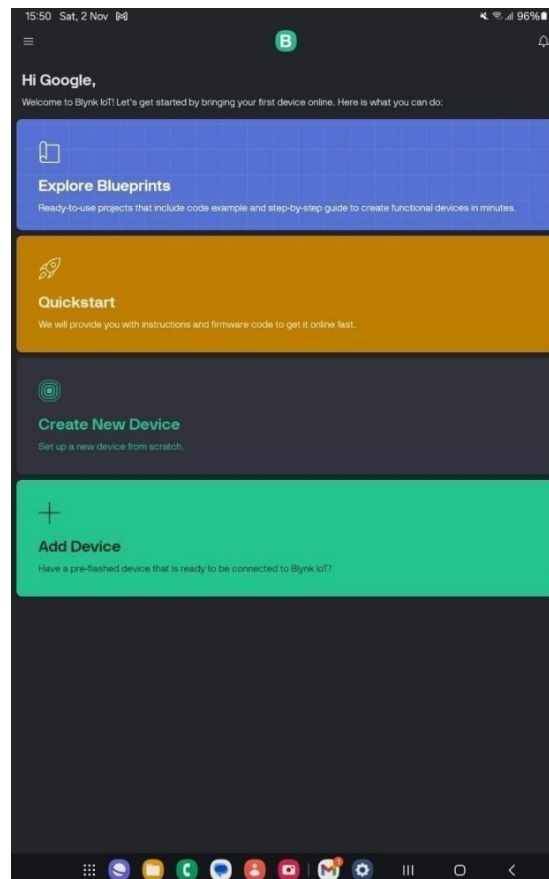 15:50 Sat, 2 Nov 96%
B
Hi Google,
Welcome to Blynk IoT! Let's get started by bringing your first device online. Here is what you can do:
Explore Blueprints
Ready-to-use projects that include code example and step-by-step guide to create functional devices in minutes.
Quickstart
We will provide you with instructions and firmware code to get it online fast.
Create New Device
Set up a new device from scratch.
Add Device
Have a pre-flashed device that is ready to be connected to Blynk IoT?